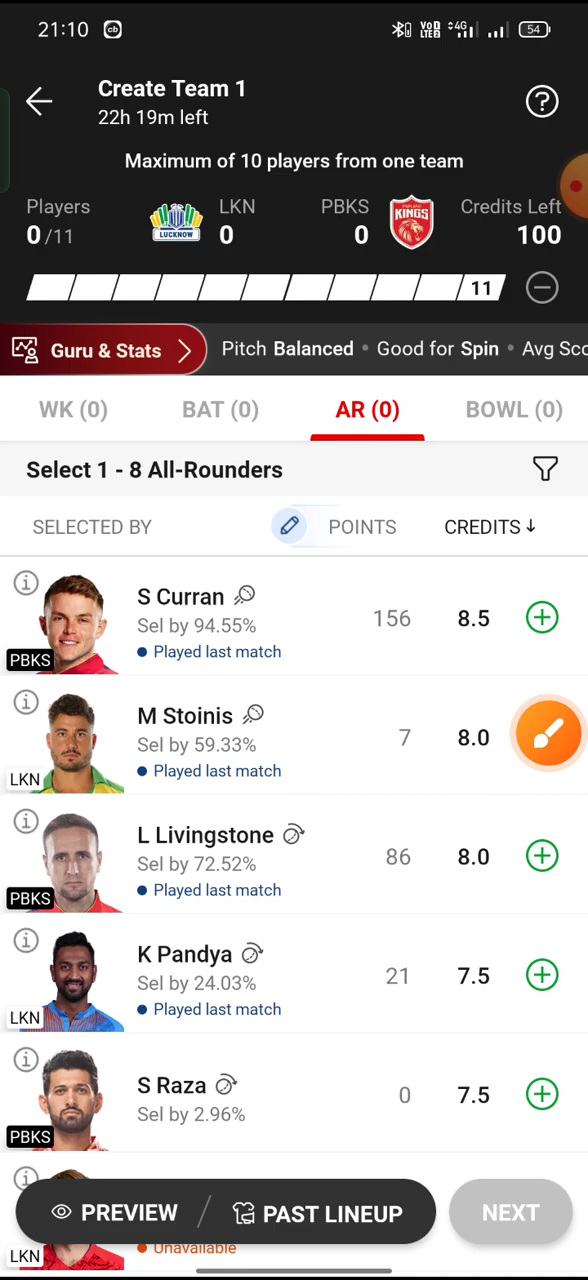 21:10
cb
VoD LTE2 4G 54
Create Team 1
22h 19m left
?
Maximum of 10 players from one team
Players LKN PBKS Credits Left
LUCKNOW KINGS
0/11 0 0 100
11
Guru & Stats Pitch Balanced • Good for Spin • Avg Sco
WK (0) BAT (0) AR (0) BOWL (0)
Select 1 - 8 All-Rounders
SELECTED BY POINTS CREDITS↓
S Curran
Sel by 94.55% 156 8.5
Played last match
PBKS
M Stoinis
Sel by 59.33% 7 8.0
Played last match
LKN
L Livingstone
Sel by 72.52% 86 8.0
Played last match
PBKS
K Pandya
Sel by 24.03% 21 7.5
Played last match
LKN
S Raza
Sel by 2.96% 0 7.5
PBKS
PREVIEW / PAST LINEUP NEXT
LKN Unavailable